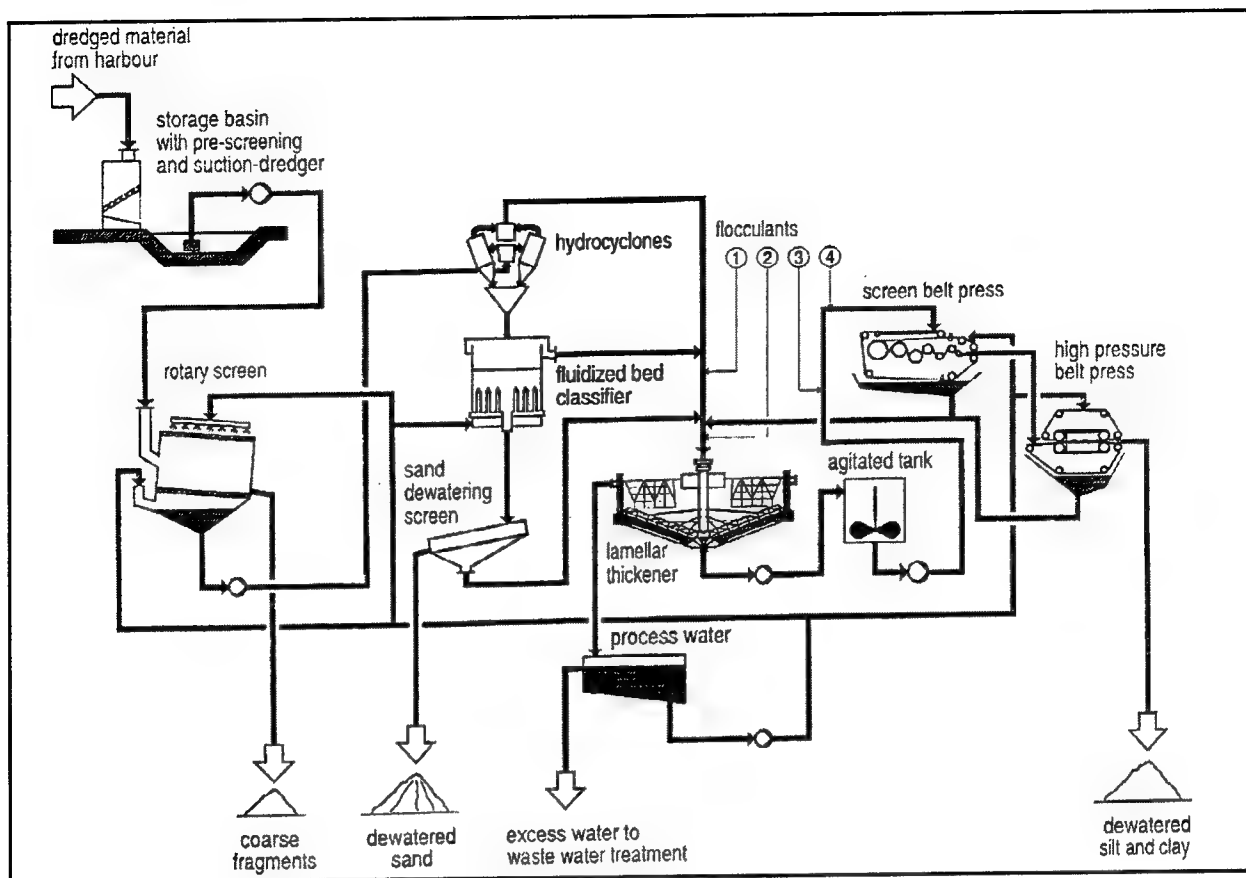 dredged material
from harbour
storage basin
with pre-screening
and suction-dredger
hydrocyclones
flocculants
1 2 3 4
screen belt press
high pressure
belt press
rotary screen
fluidized bed
classifier
sand
dewatering
screen
agitated tank
lamellar
thickener
process water
coarse
fragments
dewatered
sand
excess water to
waste water treatment
dewatered
silt and clay